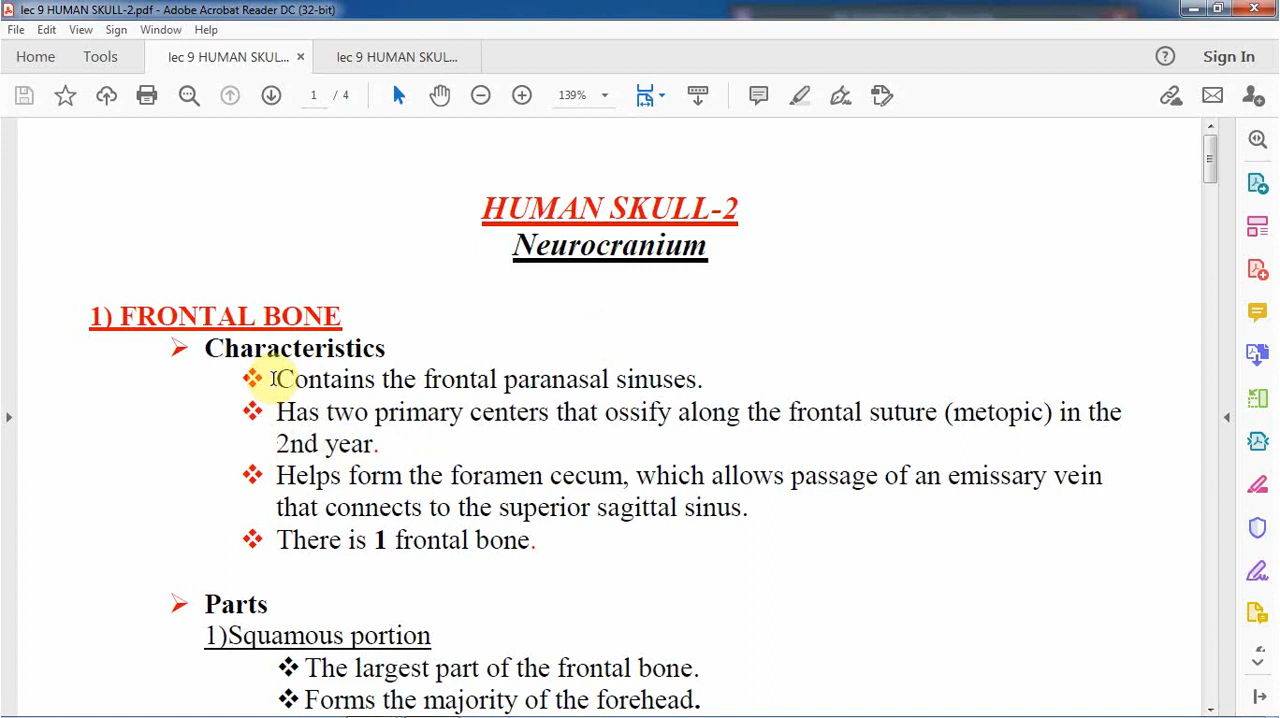 lec 9 HUMAN SKULL-2.pdf - Adobe Acrobat Reader DC (32-bit)
File Edit View Sign Window Help
Home Tools lec 9 HUMAN SKUL... × lec 9 HUMAN SKUL... Sign In
1 / 4 139%
HUMAN SKULL-2
Neurocranium
1) FRONTAL BONE
Characteristics
Contains the frontal paranasal sinuses.
Has two primary centers that ossify along the frontal suture (metopic) in the
2nd year.
Helps form the foramen cecum, which allows passage of an emissary vein
that connects to the superior sagittal sinus.
There is 1 frontal bone.
Parts
1)Squamous portion
The largest part of the frontal bone.
Forms the majority of the forehead.